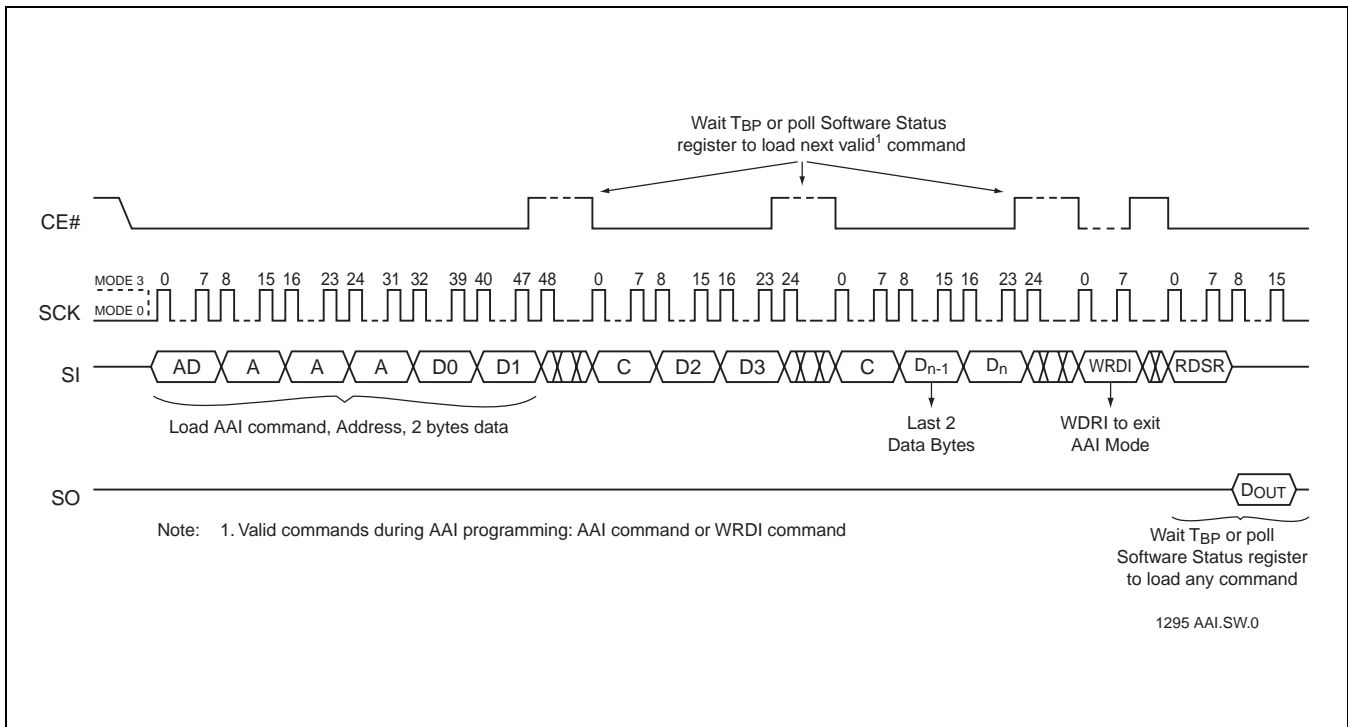 Wait TBP or poll Software Status
register to load next valid1 command
CE#
MODE 3
MODE 0
0 7 8 15 16 23 24 31 32 39 40 47 48 0 7 8 15 16 23 24 0 7 8 15 16 23 24 0 7 0 7 8 15
SCK
SI
AD A A A D0 D1 C D2 D3 C Dn-1 Dn WRDI RDSR
Load AAI command, Address, 2 bytes data
Last 2
Data Bytes
WDRI to exit
AAI Mode
SO
DOUT
Note: 1. Valid commands during AAI programming: AAI command or WRDI command
Wait TBP or poll
Software Status register
to load any command
1295 AAI.SW.0